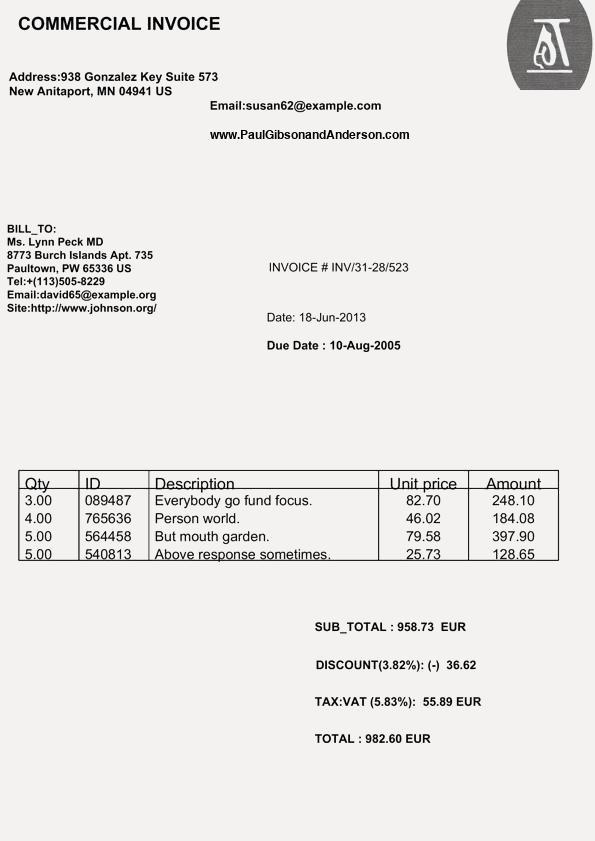 COMMERCIAL INVOICE
Address:938 Gonzalez Key Suite 573
New Anitaport, MN 04941 US
Email:susan62@example.com
www.PaulGibsonandAnderson.com
BILL_TO:
Ms. Lynn Peck MD
8773 Burch Islands Apt. 735
Paultown, PW 65336 US
Tel:+(113)505-8229
Email:david65@example.org
Site:http://www.johnson.org/
INVOICE # INV/31-28/523
Date: 18-Jun-2013
Due Date : 10-Aug-2005
Qty ID Description Unit price Amount
3.00 089487 Everybody go fund focus. 82.70 248.10
4.00 765636 Person world. 46.02 184.08
5.00 564458 But mouth garden. 79.58 397.90
5.00 540813 Above response sometimes. 25.73 128.65
SUB_TOTAL : 958.73 EUR
DISCOUNT(3.82%): (-) 36.62
TAX:VAT (5.83%): 55.89 EUR
TOTAL : 982.60 EUR